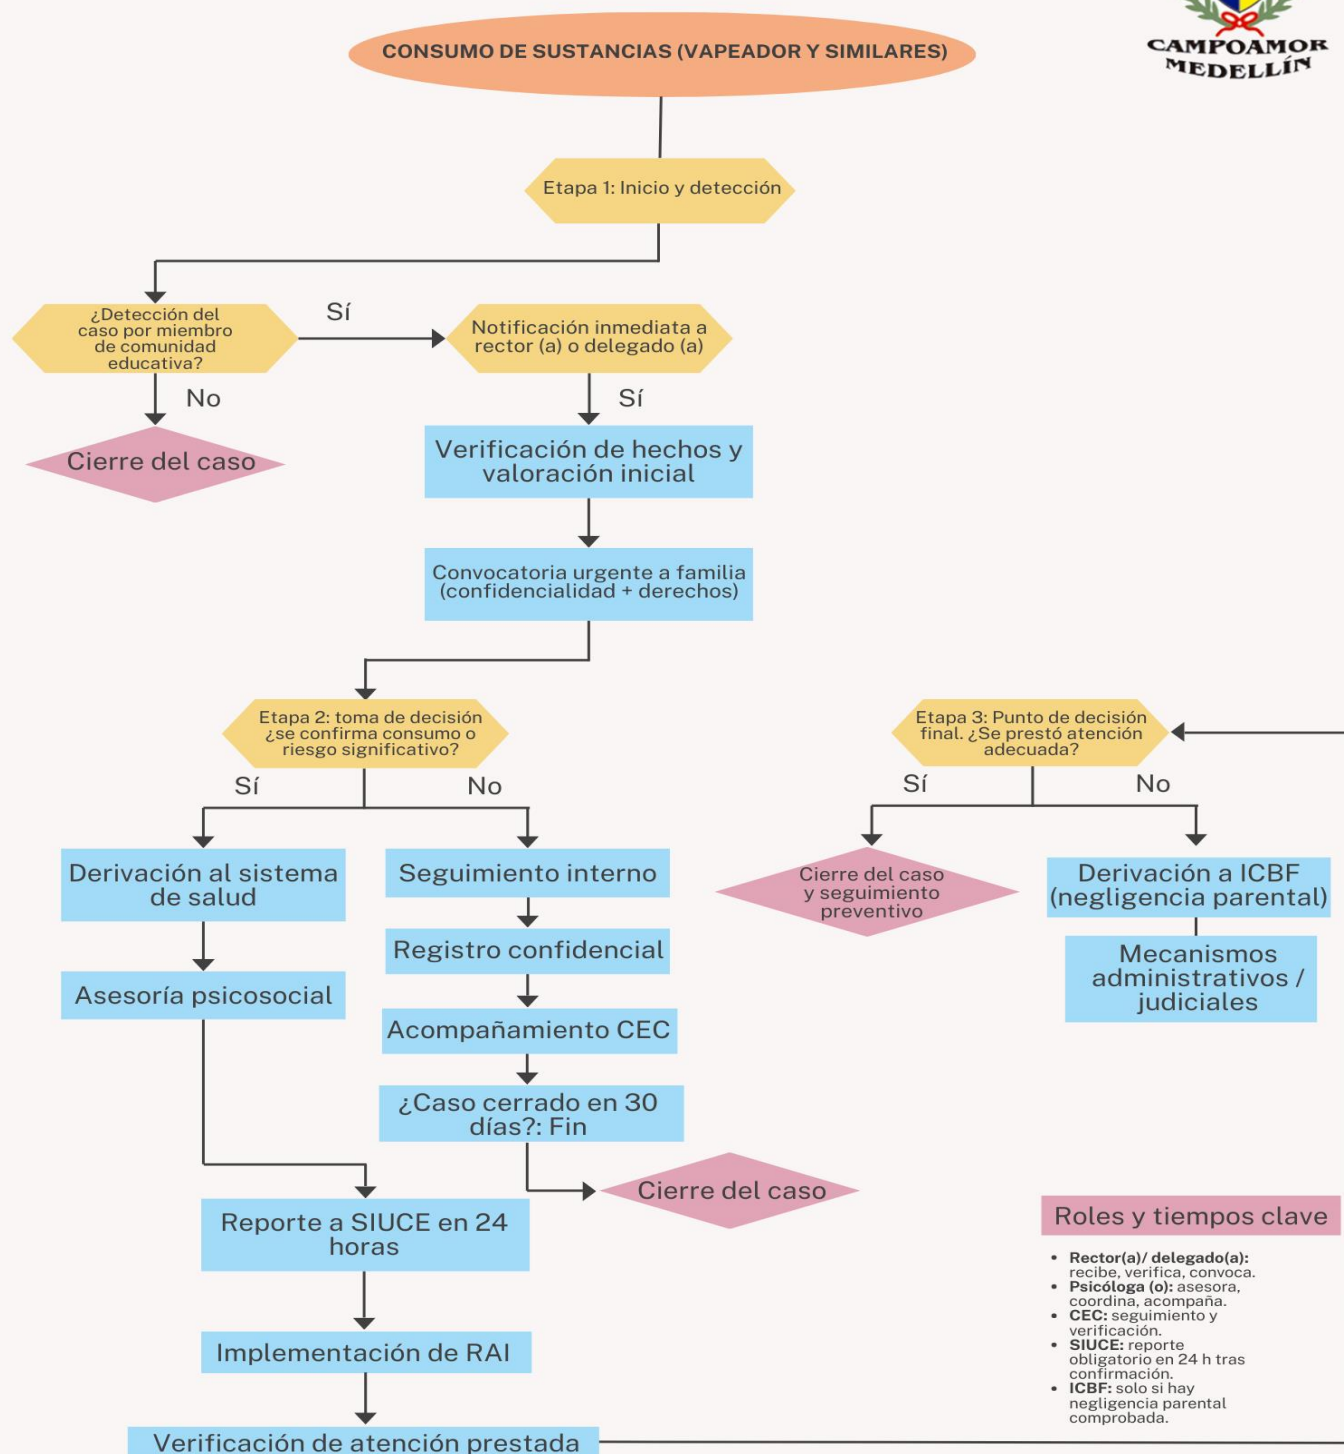 CAMPOAMOR
MEDELLÍN
CONSUMO DE SUSTANCIAS (VAPEADOR Y SIMILARES)
Etapa 1: Inicio y detección
¿Detección del
caso por miembro
de comunidad
educativa?
Sí
Notificación inmediata a
rector (a) o delegado (a)
No
Sí
Cierre del caso
Verificación de hechos y
valoración inicial
Convocatoria urgente a familia
(confidencialidad + derechos)
Etapa 2: toma de decisión
¿se confirma consumo o
riesgo significativo?
Sí
No
Derivación al sistema
de salud
Asesoría psicosocial
Seguimiento interno
Registro confidencial
Acompañamiento CEC
¿Caso cerrado en 30
días?: Fin
Cierre del caso
Reporte a SIUCE en 24
horas
Implementación de RAI
Verificación de atención prestada
Etapa 3: Punto de decisión
final. ¿Se prestó atención
adecuada?
Sí
No
Cierre del caso
y seguimiento
preventivo
Derivación a ICBF
(negligencia parental)
Mecanismos
administrativos /
judiciales
Roles y tiempos clave
• Rector(a)/ delegado(a):
recibe, verifica, convoca.
• Psicóloga (o): asesora,
coordina, acompaña.
• CEC: seguimiento y
verificación.
• SIUCE: reporte
obligatorio en 24 h tras
confirmación.
• ICBF: solo si hay
negligencia parental
comprobada.